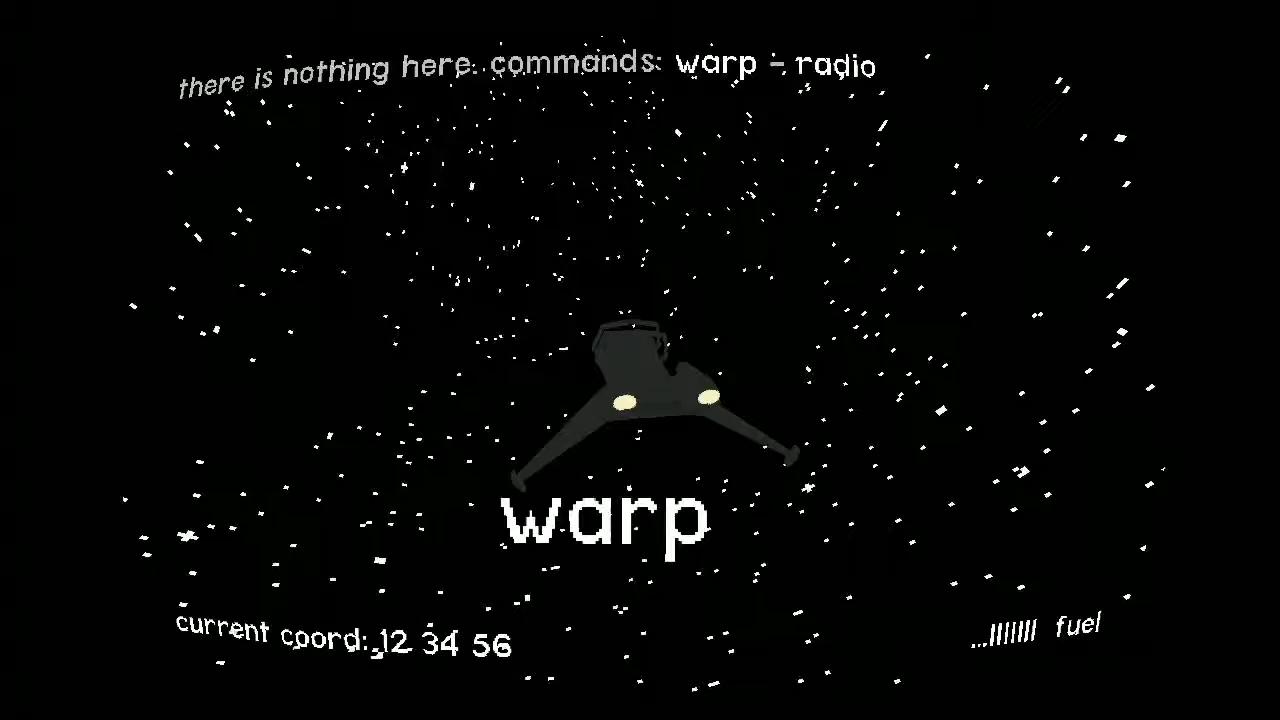 there is nothing here. commands: warp - radio
warp
current coord: 12 34 56
...||||||| fuel